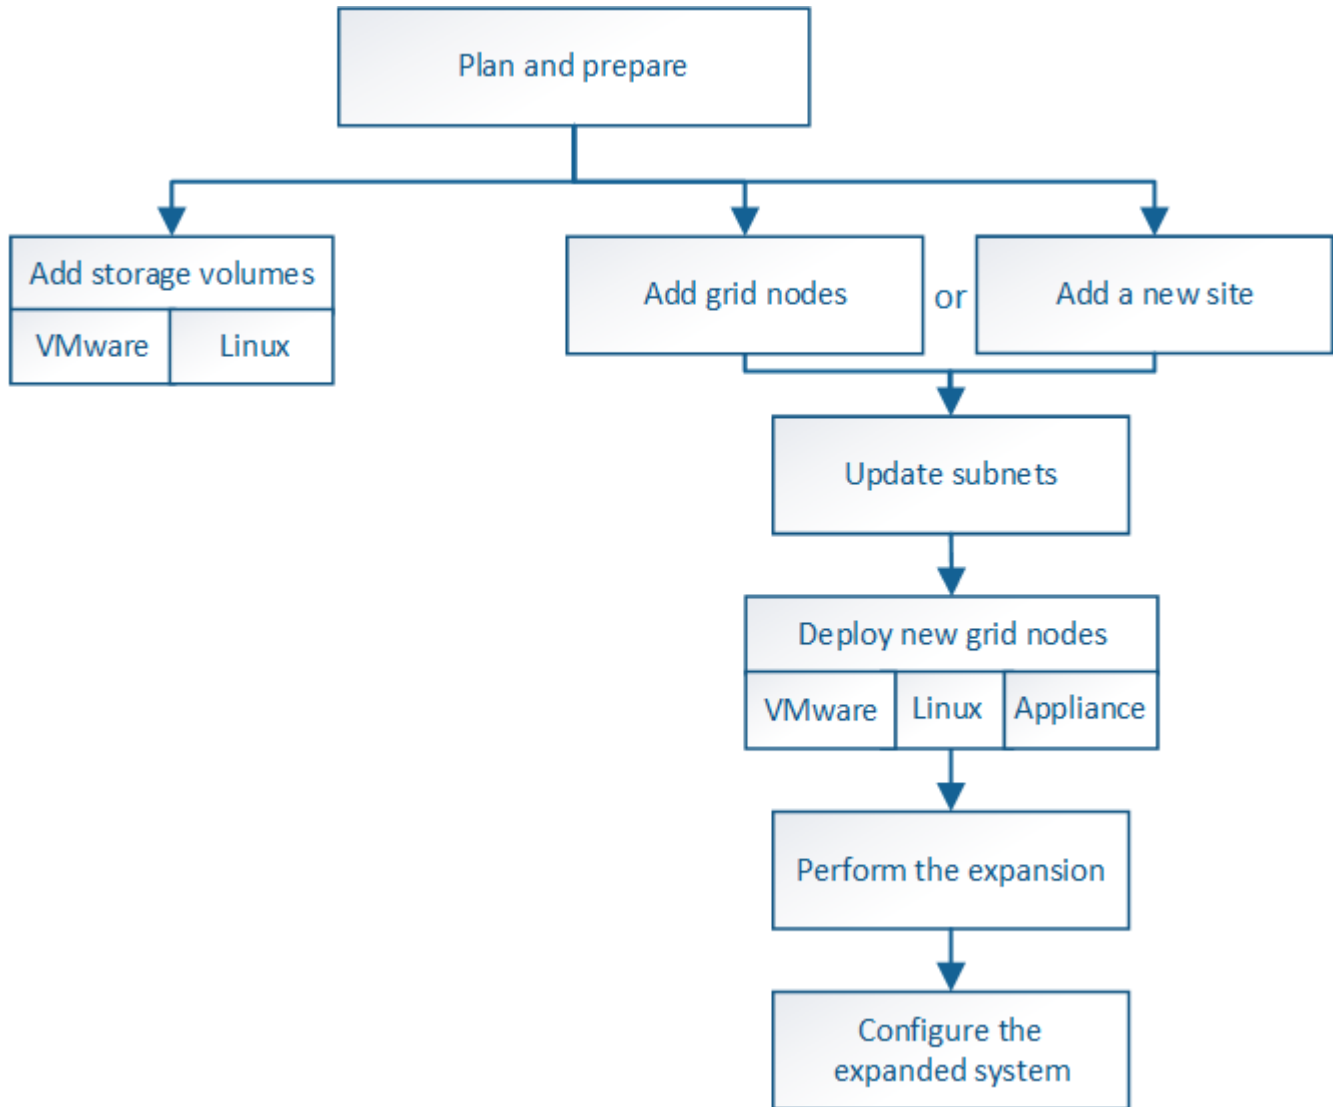 Plan and prepare
Add storage volumes
VMware
Linux
Add grid nodes
or
Add a new site
Update subnets
Deploy new grid nodes
VMware
Linux
Appliance
Perform the expansion
Configure the
expanded system